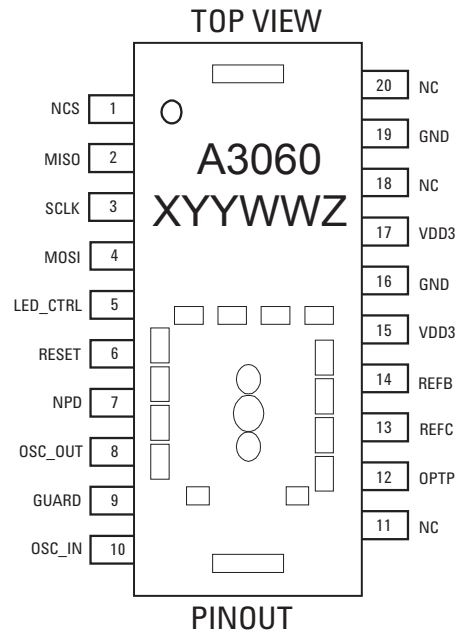 TOP VIEW
NCS 1
MISO 2
SCLK 3
MOSI 4
LED_CTRL 5
RESET 6
NPD 7
OSC_OUT 8
GUARD 9
OSC_IN 10
A3060
XYYWWZ
20 NC
19 GND
18 NC
17 VDD3
16 GND
15 VDD3
14 REFB
13 REFC
12 OPTP
11 NC
PINOUT